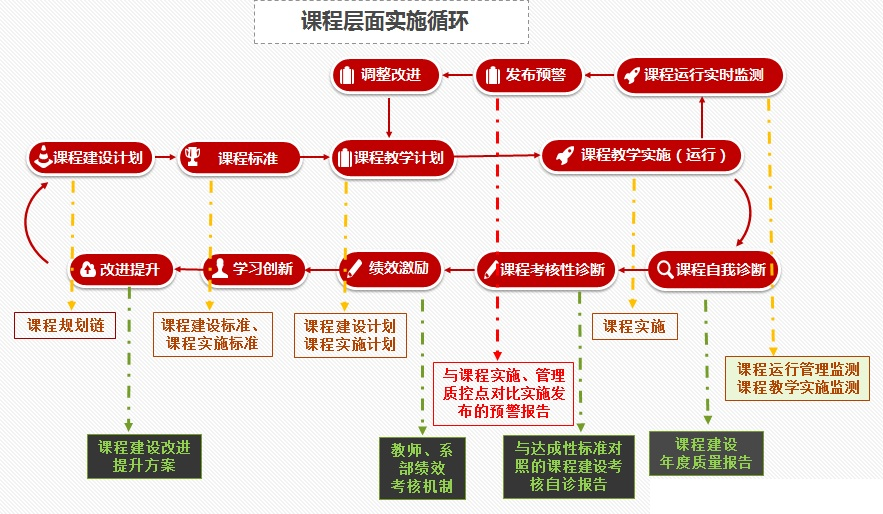 课程层面实施循环
调整改进
发布预警
课程运行实时监测
课程建设计划
课程标准
课程教学计划
课程教学实施（运行）
改进提升
学习创新
绩效激励
课程考核性诊断
课程自我诊断
课程规划链
课程建设标准、
课程实施标准
课程建设计划
课程实施计划
课程实施
与课程实施、管理
质控点对比实施发
布的预警报告
课程运行管理监测
课程教学实施监测
课程建设改进
提升方案
教师、系
部绩效
考核机制
与达成性标准对
照的课程建设考
核自诊报告
课程建设
年度质量报告